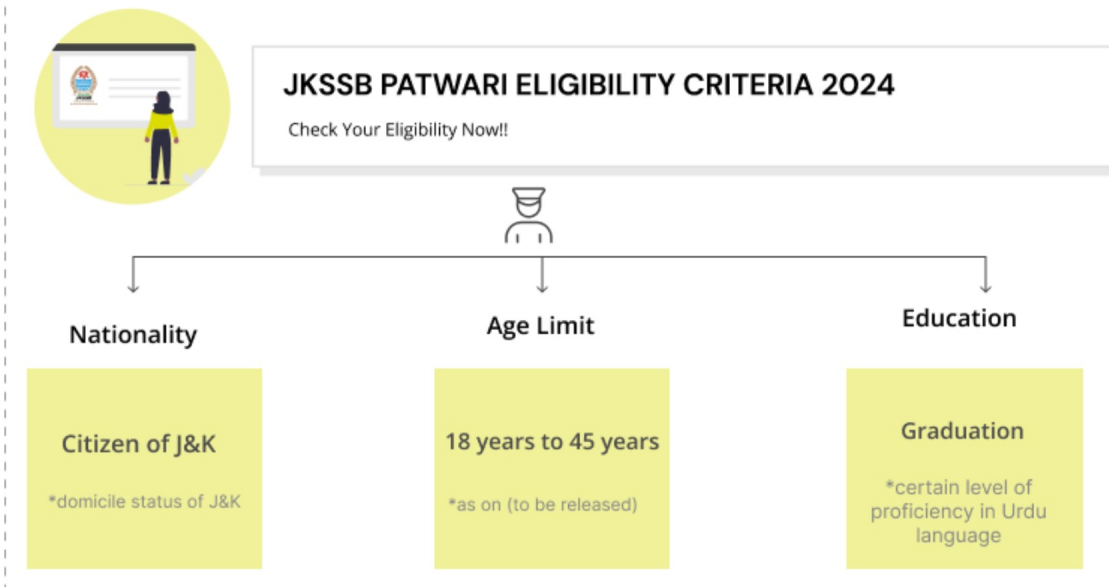 JKSSB PATWARI ELIGIBILITY CRITERIA 2024
Check Your Eligibility Now!!
Nationality
Citizen of J&K
*domicile status of J&K
Age Limit
18 years to 45 years
*as on (to be released)
Education
Graduation
*certain level of
proficiency in Urdu
language